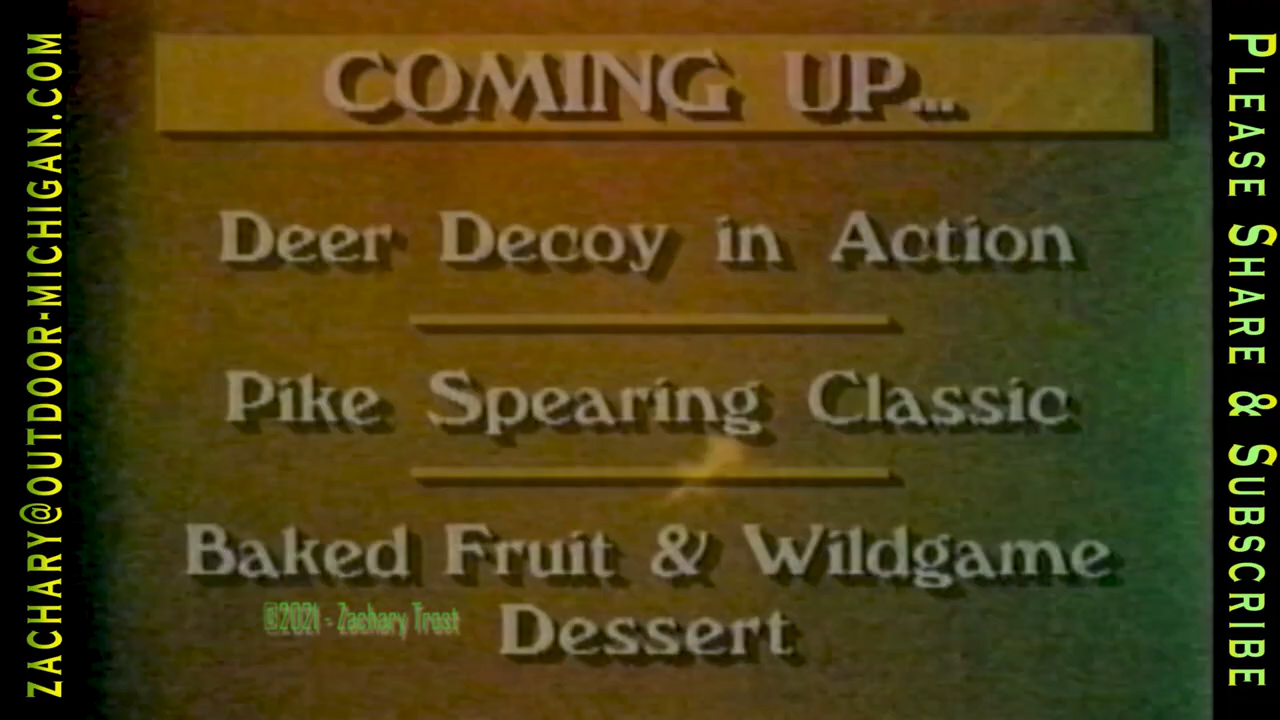 ZACHARY@OUTDOOR-MICHIGAN.COM
COMING UP...
Deer Decoy in Action
Pike Spearing Classic
Baked Fruit & Wildgame
Dessert
©2021 - Zachary Trost
PLEASE SHARE & SUBSCRIBE